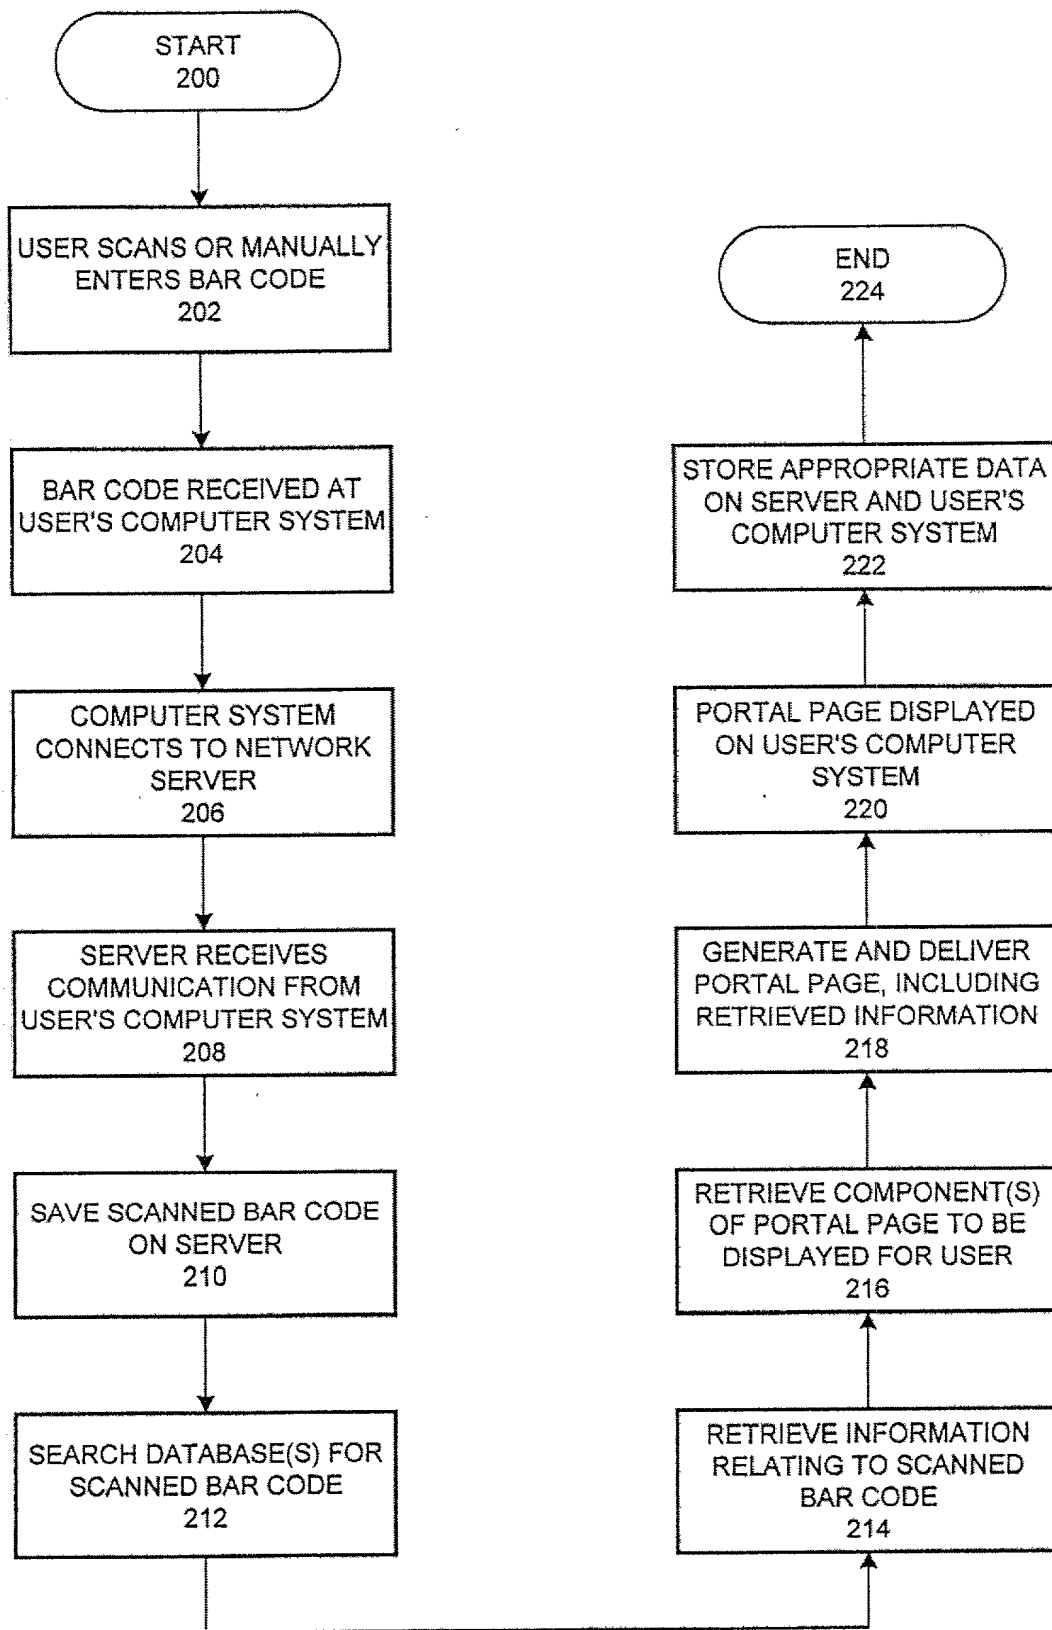 START
200
USER SCANS OR MANUALLY
ENTERS BAR CODE
202
BAR CODE RECEIVED AT
USER'S COMPUTER SYSTEM
204
COMPUTER SYSTEM
CONNECTS TO NETWORK
SERVER
206
SERVER RECEIVES
COMMUNICATION FROM
USER'S COMPUTER SYSTEM
208
SAVE SCANNED BAR CODE
ON SERVER
210
SEARCH DATABASE(S) FOR
SCANNED BAR CODE
212
RETRIEVE INFORMATION
RELATING TO SCANNED
BAR CODE
214
RETRIEVE COMPONENT(S)
OF PORTAL PAGE TO BE
DISPLAYED FOR USER
216
GENERATE AND DELIVER
PORTAL PAGE, INCLUDING
RETRIEVED INFORMATION
218
PORTAL PAGE DISPLAYED
ON USER'S COMPUTER
SYSTEM
220
STORE APPROPRIATE DATA
ON SERVER AND USER'S
COMPUTER SYSTEM
222
END
224